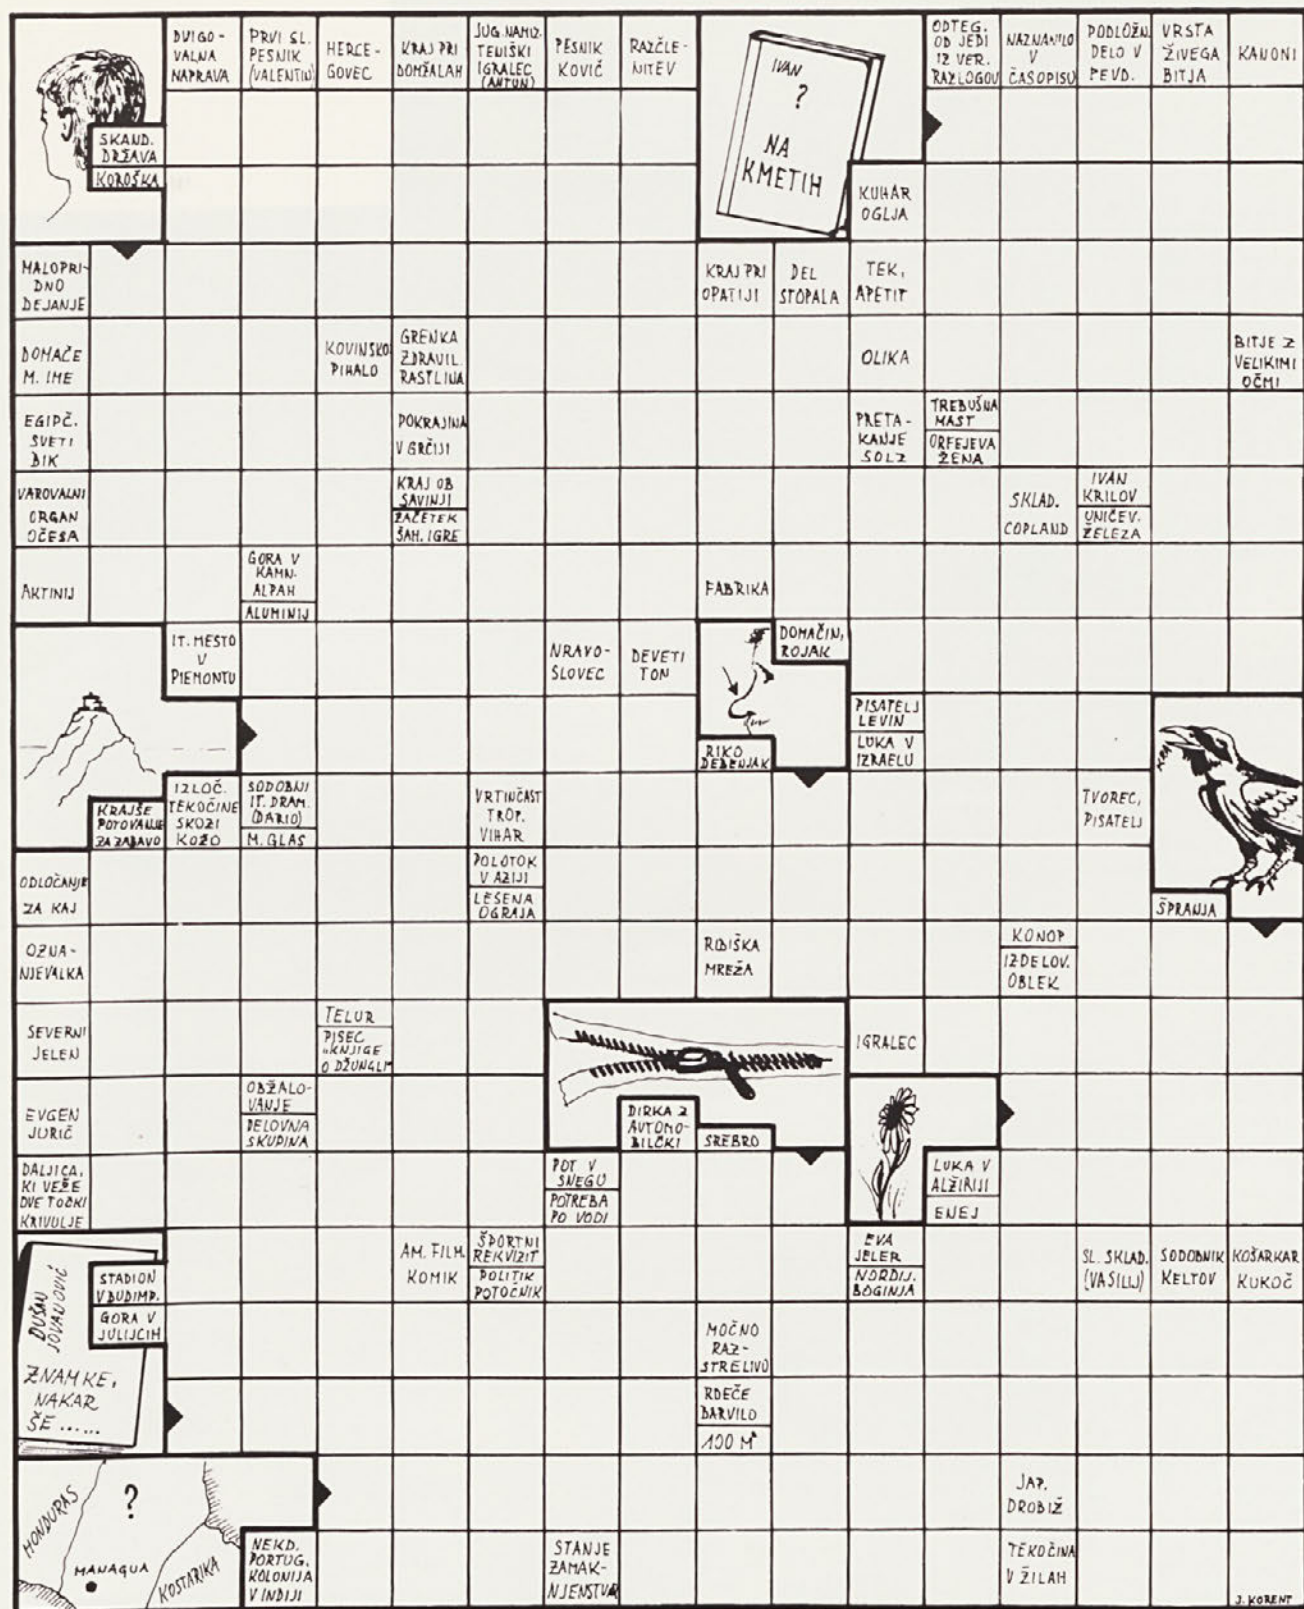 DVIGO-
VALNA
NAPRAVA
PRVI SL.
PESNIK
(VALENTIN)
HERCE-
GOVEC
KRAJ PRI
DOMŽALAH
JUG. NAMIZ.
TENIŠKI
IGRALEC
(ANTUN)
PESNIK
KOVIČ
RAZČLE-
NITEV
IVAN
?
NA
KMETIH
ODTEG.
OD JEDI
IZ VER.
RAZLOGOV
NAZNANILO
V
ČASOPISU
PODLOŽN.
DELO V
FEVD.
VRSTA
ŽIVEGA
BITJA
KANONI
SKAND.
DRŽAVA
KOROŠKA
KUHAR
OGLJA
MALOPRI-
DNO
DEJANJE
KRAJ PRI
OPATIJI
DEL
STOPALA
TEK,
APETIT
DOMAČE
M. IME
KOVINSKO
PIHALO
GRENKA
ZDRAVIL.
RASTLINA
OLIKA
BITJE Z
VELIKIMI
OČMI
EGIPČ.
SVETI
BIK
POKRAJINA
V GRČIJI
PRETA-
KANJE
SOLZ
TREBUŠNA
MAST
ORFEJEVA
ŽENA
VAROVALNI
ORGAN
OČESA
KRAJ OB
SAVINJI
ZAČETEK
ŠAH. IGRE
SKLAD.
COPLAND
IVAN
KRILOV
UNIČEV.
ŽELEZA
AKTINIJ
GORA V
KAMN.
ALPAH
ALUMINIJ
FABRIKA
IT. MESTO
V
PIEMONTU
NRAVO-
SLOVEC
DEVETI
TON
DOMAČIN,
ROJAK
RIKO
DEBENJAK
PISATELJ
LEVIN
LUKA V
IZRAELU
KRAJŠE
POTOVANJE
ZA ZABAVO
IZLOČ.
TEKOČINE
SKOZI
KOŽO
SODOBNI
IT. DRAM.
(DARIO)
M. GLAS
VRTINČAST
TROP.
VIHAR
TVOREC,
PISATELJ
ODLOČANJE
ZA KAJ
POLOTOK
V AZIJI
LESENA
OGRAJA
ŠPRANJA
OZNA-
NJEVALKA
RIBIŠKA
MREŽA
KONOP
IZDELOV.
OBLEK
SEVERNI
JELEN
TELUR
PISEC
"KNJIGE
O DŽUNGLI"
IGRALEC
EVGEN
JURIČ
OBŽALO-
VANJE
DELOVNA
SKUPINA
DIRKA Z
AVTOMO-
BILČKI
SREBRO
DALJICA,
KI VEŽE
DVE TOČKI
KRIVULJE
POT V
SNEGU
POTREBA
PO VODI
LUKA V
ALŽIRIJI
ENEJ
DUŠAN
JOVANOVIĆ
ZNAMKE,
NAKAR
ŠE ......
STADION
V BUDIMP.
GORA V
JULIJCIH
AM. FILM.
KOMIK
ŠPORTNI
REKVIZIT
POLITIK
POTOČNIK
EVA
JELER
NORDIJ.
BOGINJA
SL. SKLAD.
(VASILIJ)
SODOBNIK
KELTOV
KOŠARKAR
KUKOČ
MOČNO
RAZ-
STRELIVO
RDEČE
BARVILO
100 M²
HONDURAS
?
MANAGUA
KOSTARIKA
JAP.
DROBIŽ
NEKD.
PORTUG.
KOLONIJA
V INDIJI
STANJE
ZAMAK-
NJENSTVA
TEKOČINA
V ŽILAH
J. KORENT